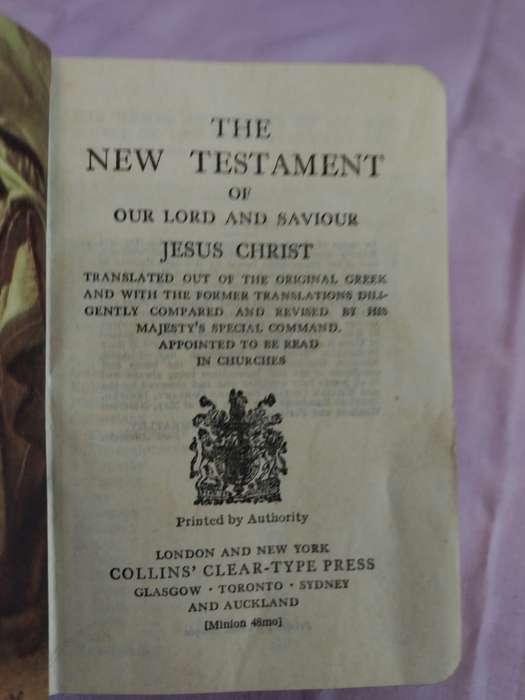 THE
NEW TESTAMENT
OF
OUR LORD AND SAVIOUR
JESUS CHRIST
TRANSLATED OUT OF THE ORIGINAL GREEK
AND WITH THE FORMER TRANSLATIONS DILI-
GENTLY COMPARED AND REVISED BY HIS
MAJESTY'S SPECIAL COMMAND.
APPOINTED TO BE READ
IN CHURCHES
Printed by Authority
LONDON AND NEW YORK
COLLINS' CLEAR-TYPE PRESS
GLASGOW · TORONTO · SYDNEY
AND AUCKLAND
[Minion 48mo]